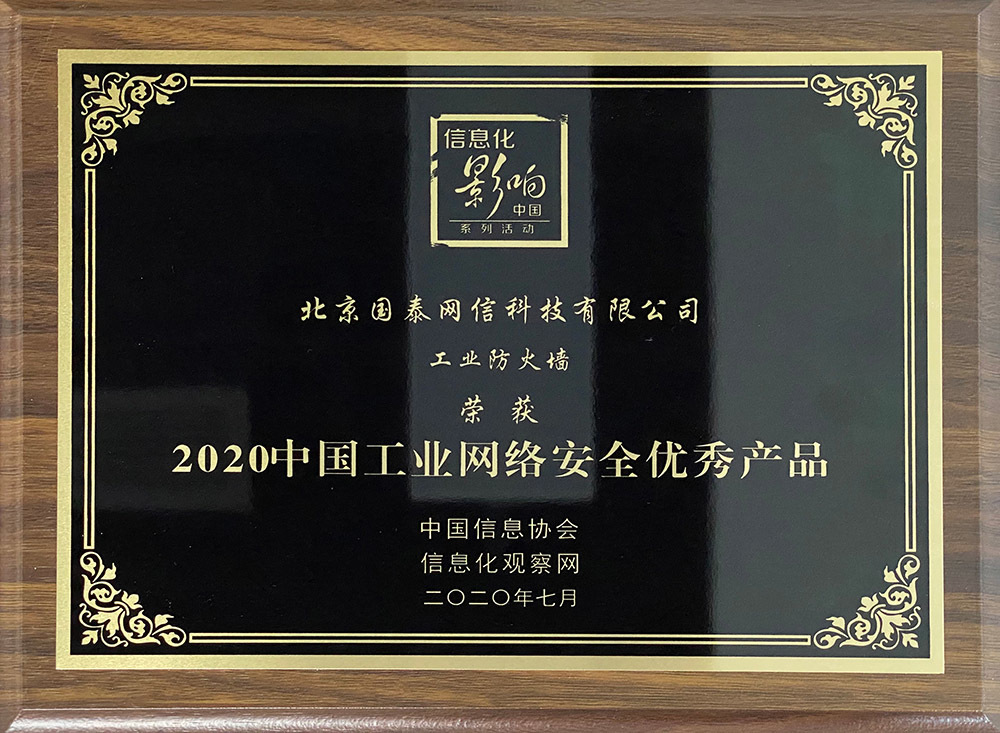 信息化
影响
中国
系列活动
北京国泰网信科技有限公司
工业防火墙
荣获
2020中国工业网络安全优秀产品
中国信息协会
信息化观察网
二〇二〇年七月